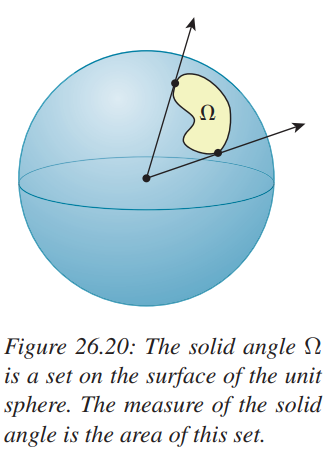 Ω
Figure 26.20: The solid angle Ω
is a set on the surface of the unit
sphere. The measure of the solid
angle is the area of this set.